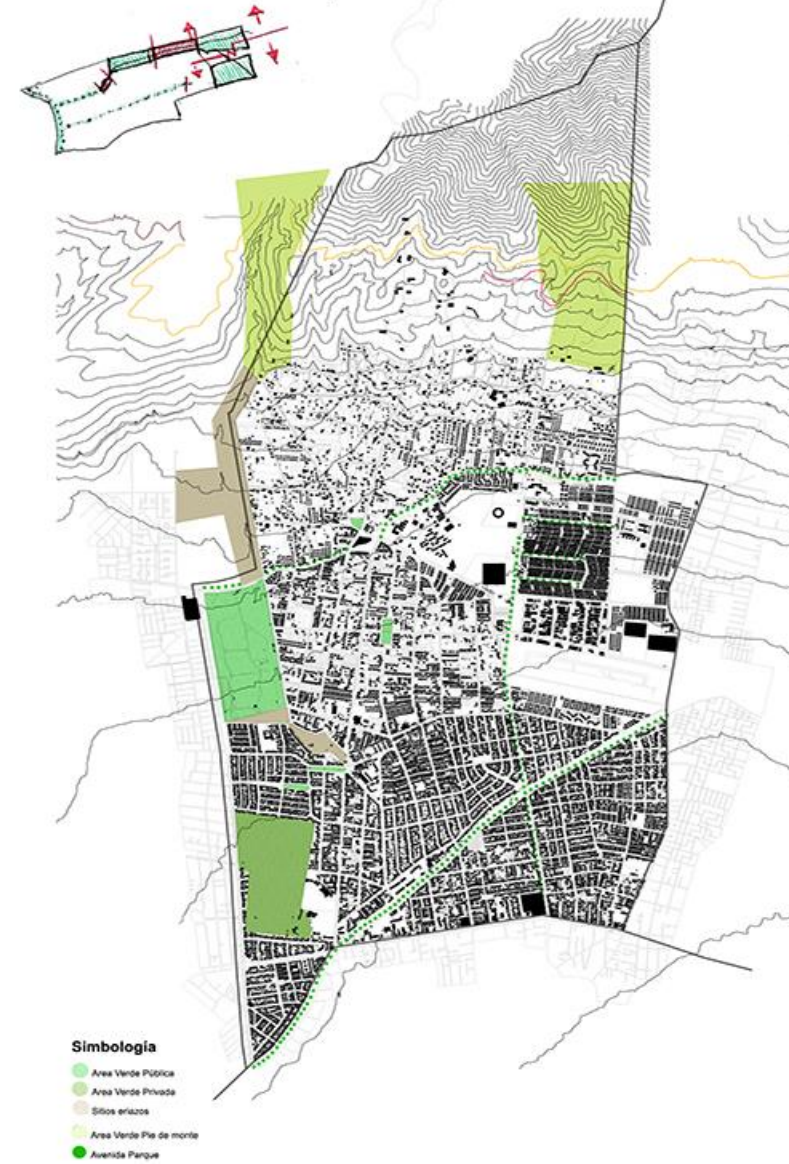 Simbología
Area Verde Pública
Area Verde Privada
Sitios eriazos
Area Verde Pie de monte
Avenida Parque